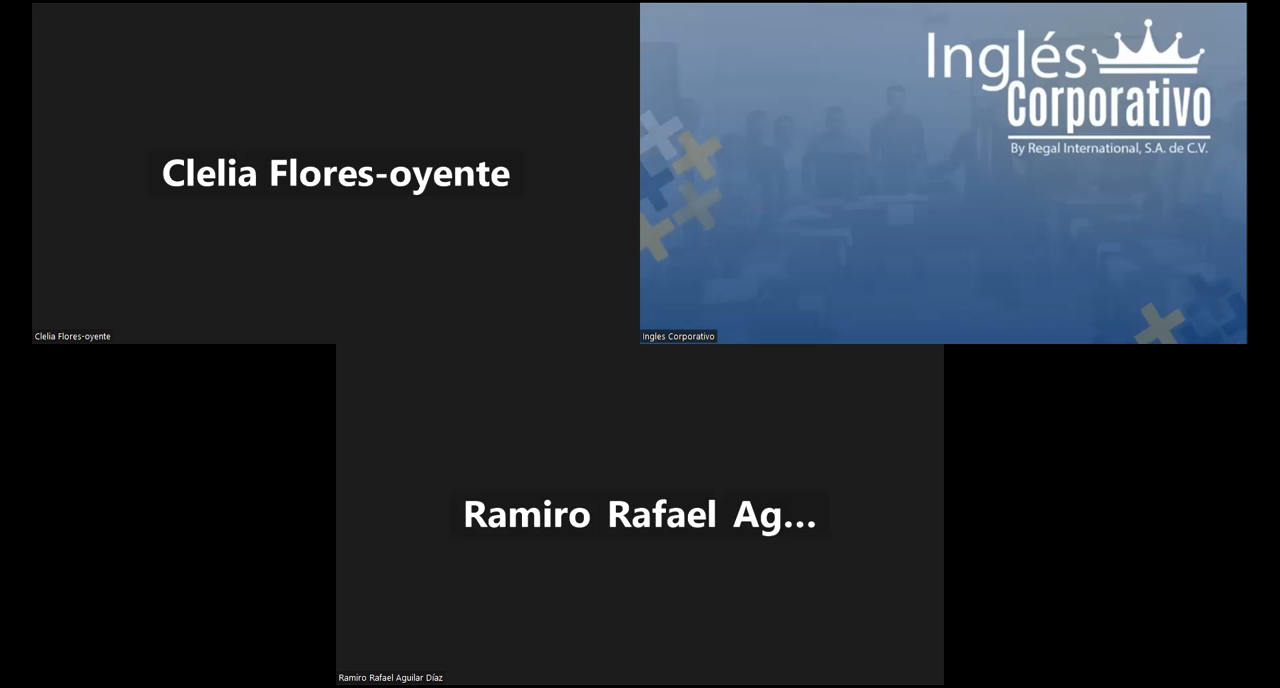 Clelia Flores-oyente
Clelia Flores-oyente
Inglés
Corporativo
By Regal International, S.A. de C.V.
Ingles Corporativo
Ramiro Rafael Ag...
Ramiro Rafael Aguilar Díaz